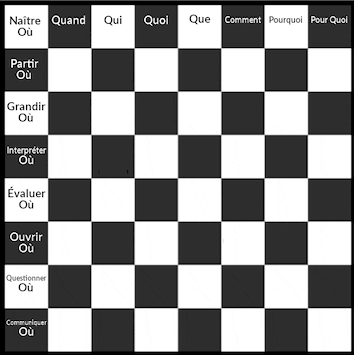 Naître
Où
Quand
Qui
Quoi
Que
Comment
Pourquoi
Pour Quoi
Partir
Où
Grandir
Où
Interpréter
Où
Évaluer
Où
Ouvrir
Où
Questionner
Où
Communiquer
Où